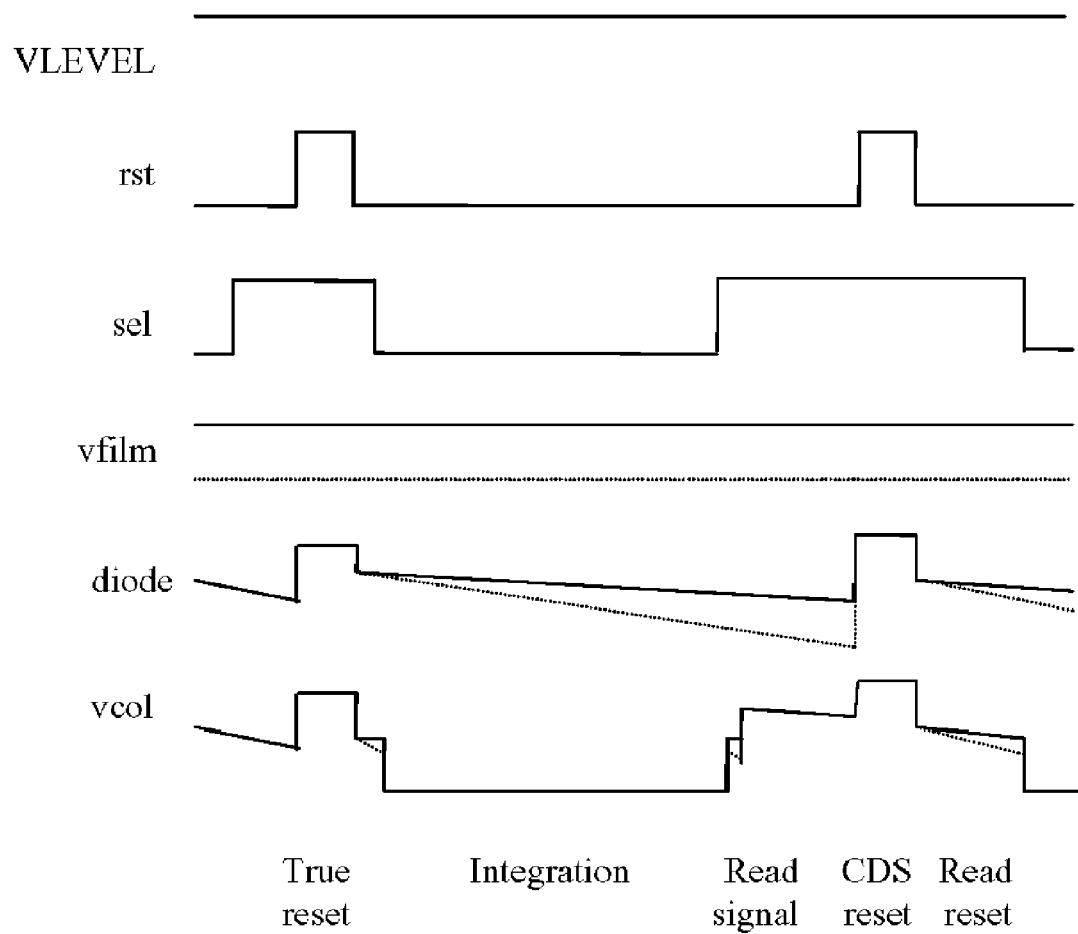 VLEVEL
rst
sel
vfilm
diode
vcol
True reset
Integration
Read signal
CDS reset
Read reset